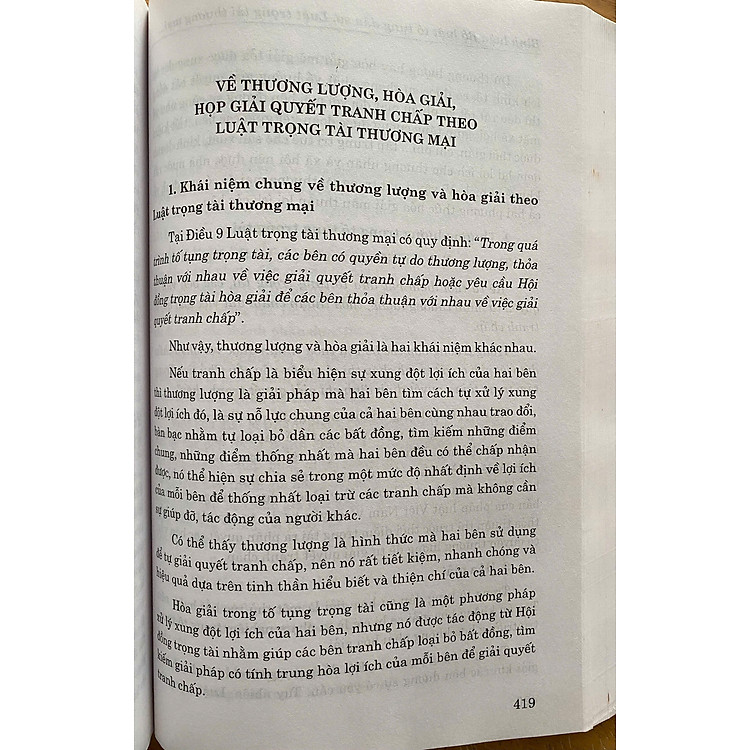 VỀ THƯƠNG LƯỢNG, HÒA GIẢI,
HỌP GIẢI QUYẾT TRANH CHẤP THEO
LUẬT TRỌNG TÀI THƯƠNG MẠI
1. Khái niệm chung về thương lượng và hòa giải theo
Luật trọng tài thương mại
Tại Điều 9 Luật trọng tài thương mại có quy định: “Trong quá
trình tố tụng trọng tài, các bên có quyền tự do thương lượng, thỏa
thuận với nhau về việc giải quyết tranh chấp hoặc yêu cầu Hội
đồng trọng tài hòa giải để các bên thỏa thuận với nhau về việc giải
quyết tranh chấp”.
Như vậy, thương lượng và hòa giải là hai khái niệm khác nhau.
Nếu tranh chấp là biểu hiện sự xung đột lợi ích của hai bên
thì thương lượng là giải pháp mà hai bên tìm cách tự xử lý xung
đột lợi ích đó, là sự nỗ lực chung của cả hai bên cùng nhau trao đổi,
bàn bạc nhằm tự loại bỏ dần các bất đồng, tìm kiếm những điểm
chung, những điểm thống nhất mà hai bên đều có thể chấp nhận
được, nó thể hiện sự chia sẻ trong một mức độ nhất định về lợi ích
của mỗi bên để thống nhất loại trừ các tranh chấp mà không cần
sự giúp đỡ, tác động của người khác.
Có thể thấy thương lượng là hình thức mà hai bên sử dụng
để tự giải quyết tranh chấp, nên nó rất tiết kiệm, nhanh chóng và
hiệu quả dựa trên tinh thần hiểu biết và thiện chí của cả hai bên.
Hòa giải trong tố tụng trọng tài cũng là một phương pháp
xử lý xung đột lợi ích của hai bên, nhưng nó được tác động từ Hội
đồng trọng tài nhằm giúp các bên tranh chấp loại bỏ bất đồng, tìm
kiếm giải pháp có tính trung hòa lợi ích của mỗi bên để giải quyết
tranh chấp.
419